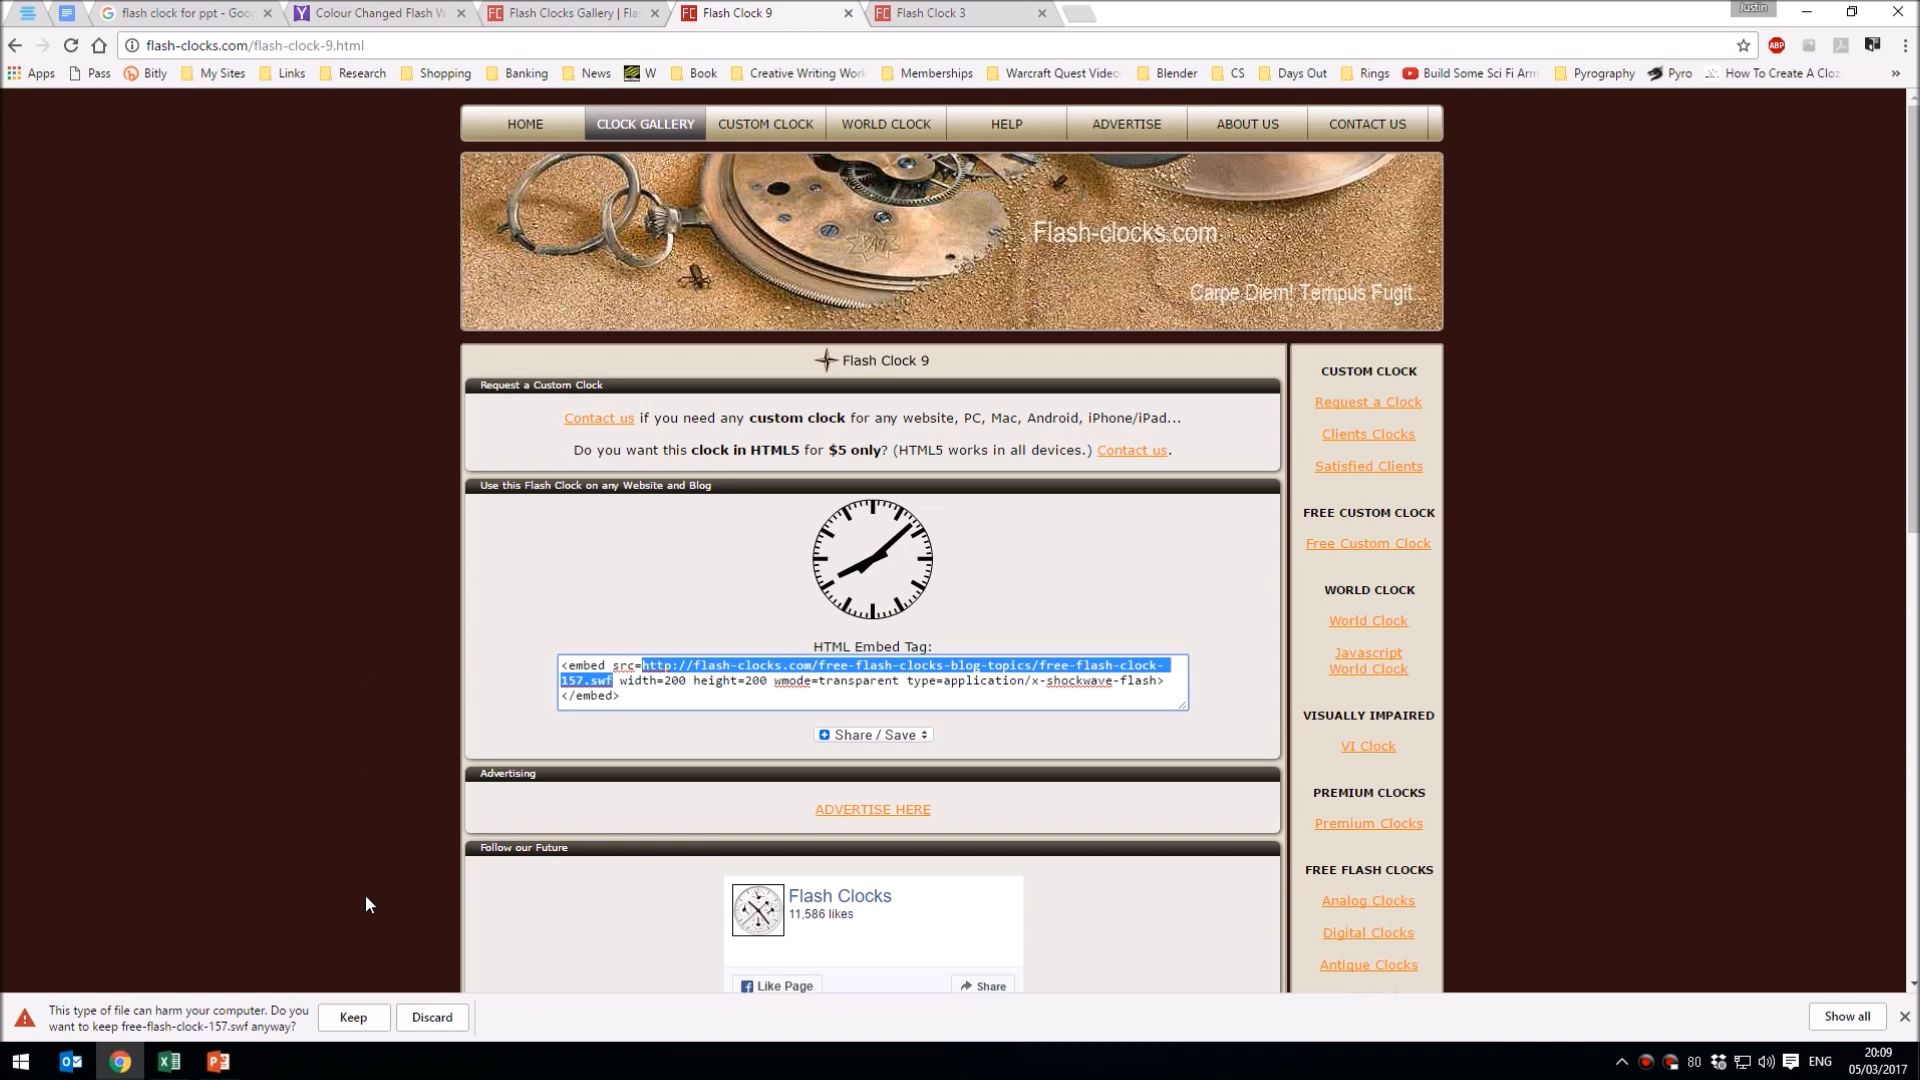 flash clock for ppt - Goog
Colour Changed Flash W
Flash Clocks Gallery | Fla
Flash Clock 9
Flash Clock 3
Justin
flash-clocks.com/flash-clock-9.html
ABP
Apps
Pass
Bitly
My Sites
Links
Research
Shopping
Banking
News
W
Book
Creative Writing Work
Memberships
Warcraft Quest Video
Blender
CS
Days Out
Rings
Build Some Sci Fi Arm
Pyrography
Pyro
How To Create A Cloz
HOME
CLOCK GALLERY
CUSTOM CLOCK
WORLD CLOCK
HELP
ADVERTISE
ABOUT US
CONTACT US
Flash-clocks.com
Carpe Diem! Tempus Fugit...
Flash Clock 9
Request a Custom Clock
Contact us if you need any custom clock for any website, PC, Mac, Android, iPhone/iPad...
Do you want this clock in HTML5 for $5 only? (HTML5 works in all devices.) Contact us.
Use this Flash Clock on any Website and Blog
HTML Embed Tag:
<embed src=http://flash-clocks.com/free-flash-clocks-blog-topics/free-flash-clock-
157.swf width=200 height=200 wmode=transparent type=application/x-shockwave-flash>
</embed>
Share / Save
Advertising
ADVERTISE HERE
Follow our Future
Flash Clocks
11,586 likes
Like Page
Share
CUSTOM CLOCK
Request a Clock
Clients Clocks
Satisfied Clients
FREE CUSTOM CLOCK
Free Custom Clock
WORLD CLOCK
World Clock
Javascript
World Clock
VISUALLY IMPAIRED
VI Clock
PREMIUM CLOCKS
Premium Clocks
FREE FLASH CLOCKS
Analog Clocks
Digital Clocks
Antique Clocks
This type of file can harm your computer. Do you
want to keep free-flash-clock-157.swf anyway?
Keep
Discard
Show all
80
ENG
20:09
05/03/2017